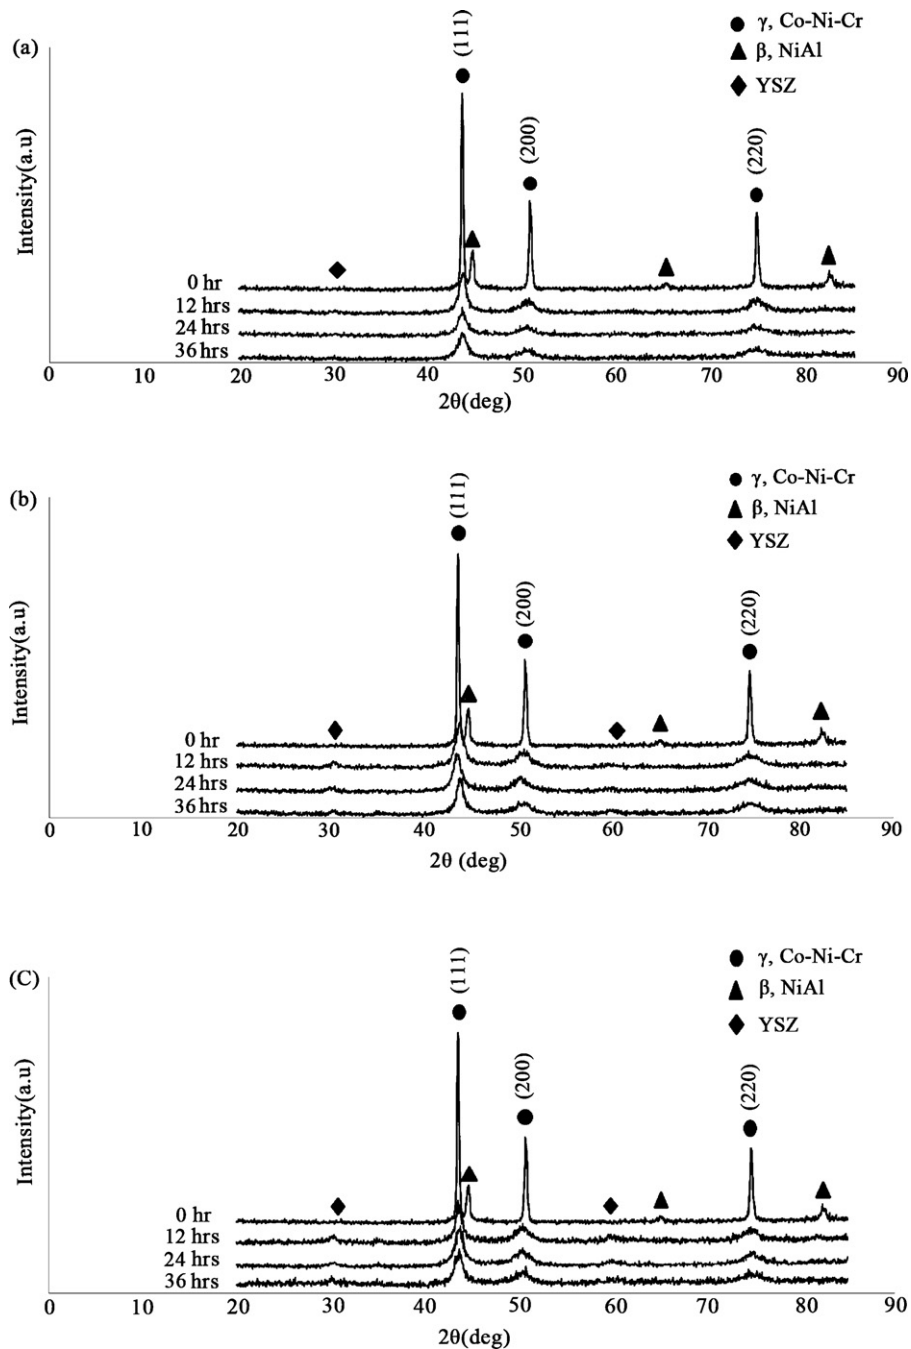 (a)
(111)
(200)
(220)
● γ, Co-Ni-Cr
▲ β, NiAl
◆ YSZ
Intensity(a.u)
0 hr
12 hrs
24 hrs
36 hrs
0 10 20 30 40 50 60 70 80 90
2θ(deg)
(b)
(111)
(200)
(220)
● γ, Co-Ni-Cr
▲ β, NiAl
◆ YSZ
Intensity(a.u)
0 hr
12 hrs
24 hrs
36 hrs
0 10 20 30 40 50 60 70 80 90
2θ (deg)
(C)
(111)
(200)
(220)
● γ, Co-Ni-Cr
▲ β, NiAl
◆ YSZ
Intensity(a.u)
0 hr
12 hrs
24 hrs
36 hrs
0 10 20 30 40 50 60 70 80 90
2θ(deg)